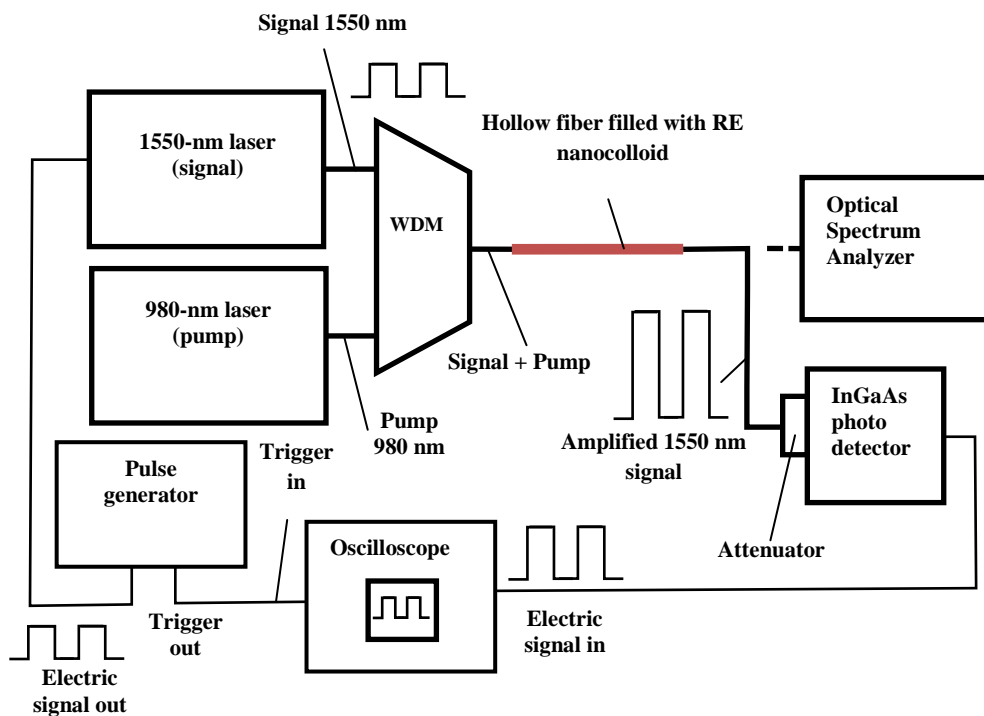 Signal 1550 nm
1550-nm laser
(signal)
Hollow fiber filled with RE
nanocolloid
WDM
Optical
Spectrum
Analyzer
980-nm laser
(pump)
Signal + Pump
Pump
980 nm
InGaAs
photo
detector
Amplified 1550 nm
signal
Trigger
in
Pulse
generator
Attenuator
Oscilloscope
Trigger
out
Electric
signal in
Electric
signal out